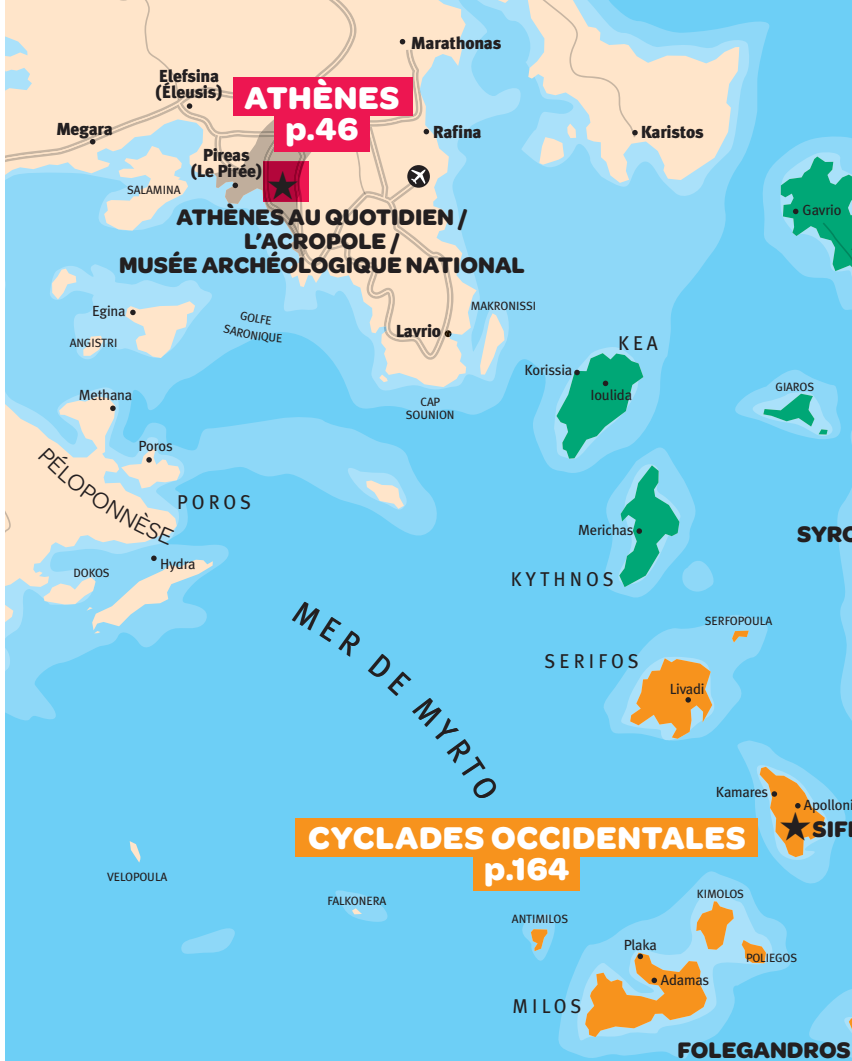 Marathonas
Elefsina
(Éleusis)
ATHÈNES
p.46
Megara
Rafina
Karistos
Pireas
(Le Pirée)
SALAMINA
Gavrio
ATHÈNES AU QUOTIDIEN /
L'ACROPOLE /
MUSÉE ARCHÉOLOGIQUE NATIONAL
Egina
GOLFE
SARONIQUE
MAKRONISSI
ANGISTRI
Lavrio
KEA
Korissia
Ioulida
GIAROS
Methana
CAP
SOUNION
Poros
PÉLOPONNÈSE
POROS
Merichas
SYRO
Hydra
DOKOS
KYTHNOS
MER DE MYRTO
SERFOPOULA
SERIFOS
Livadi
Kamares
Apolloni
SIF
CYCLADES OCCIDENTALES
p.164
VELOPOULA
FALKONERA
ANTIMILOS
KIMOLOS
Plaka
POLIEGOS
Adamas
MILOS
FOLEGANDROS